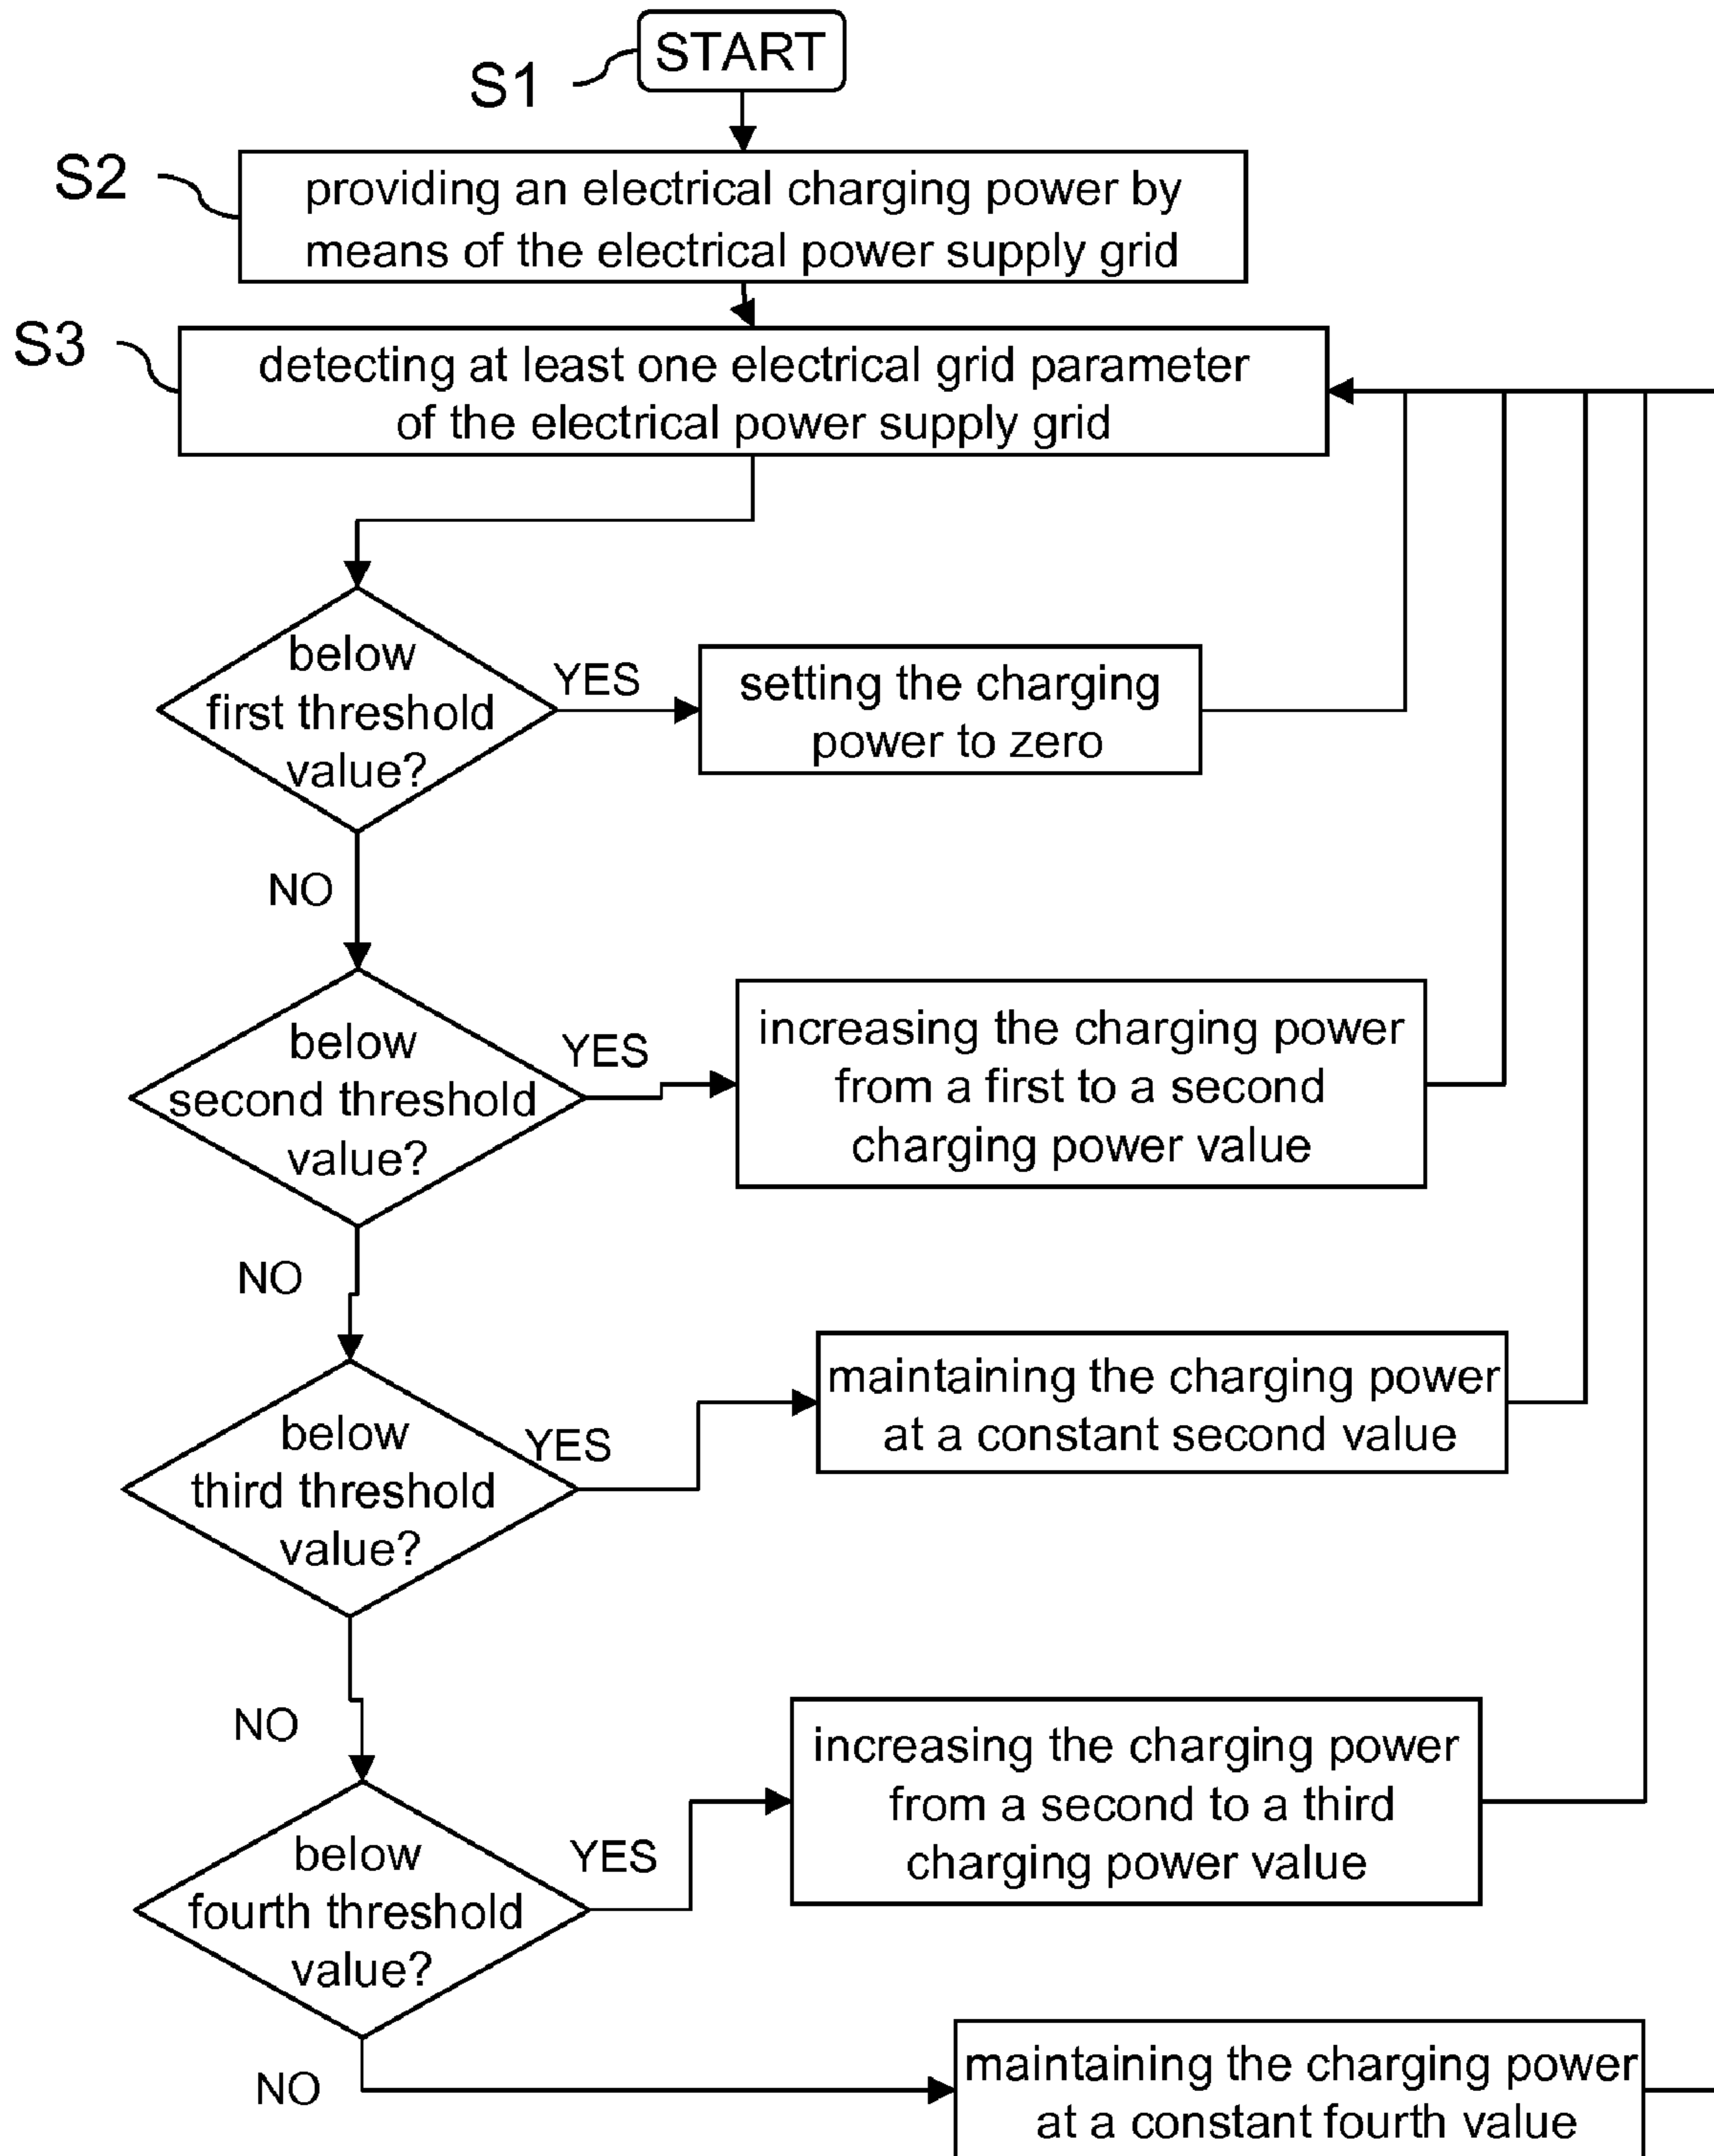 START
S1
S2
providing an electrical charging power by
means of the electrical power supply grid
S3
detecting at least one electrical grid parameter
of the electrical power supply grid
below
first threshold
value?
YES
setting the charging
power to zero
NO
below
second threshold
value?
YES
increasing the charging power
from a first to a second
charging power value
NO
below
third threshold
value?
YES
maintaining the charging power
at a constant second value
NO
below
fourth threshold
value?
YES
increasing the charging power
from a second to a third
charging power value
NO
maintaining the charging power
at a constant fourth value